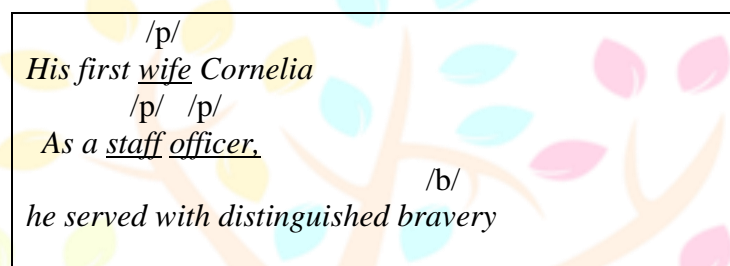 /p/
His first wife Cornelia
/p/ /p/
As a staff officer,
/b/
he served with distinguished bravery